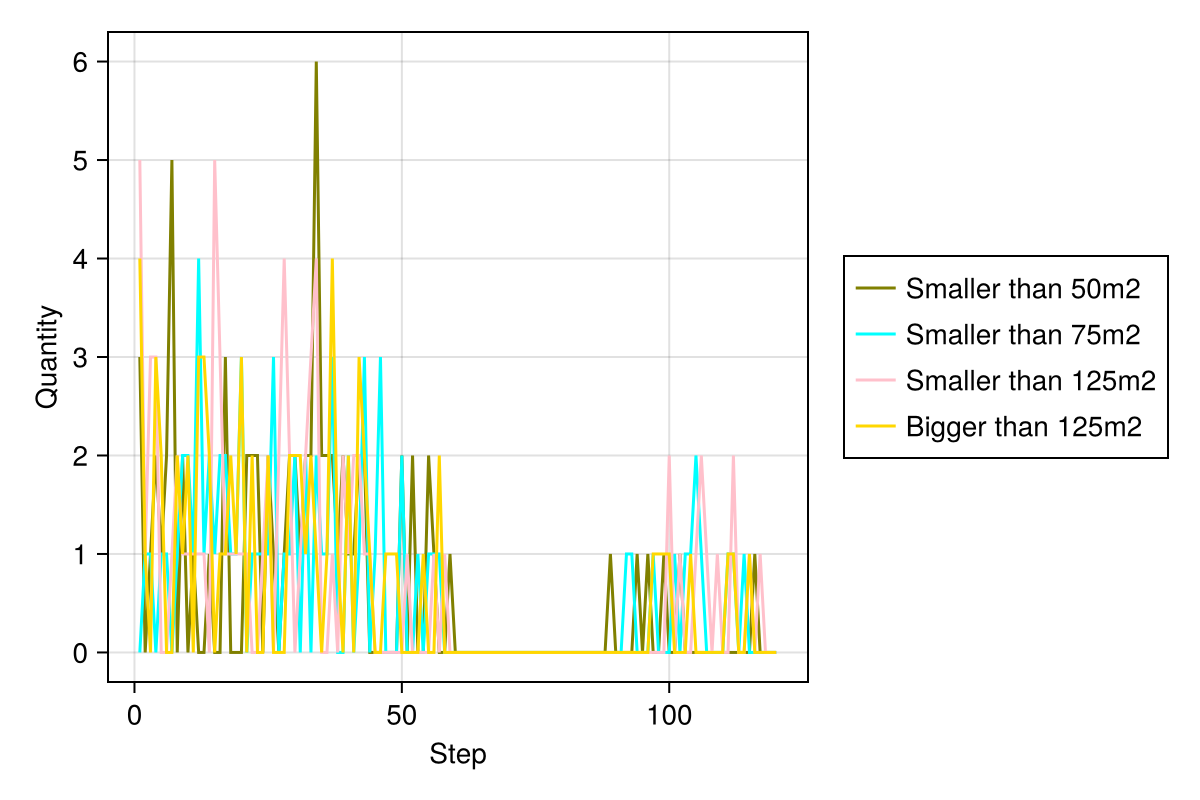 6
5
4
3
2
1
0
Quantity
0 50 100
Step
Smaller than 50m2
Smaller than 75m2
Smaller than 125m2
Bigger than 125m2